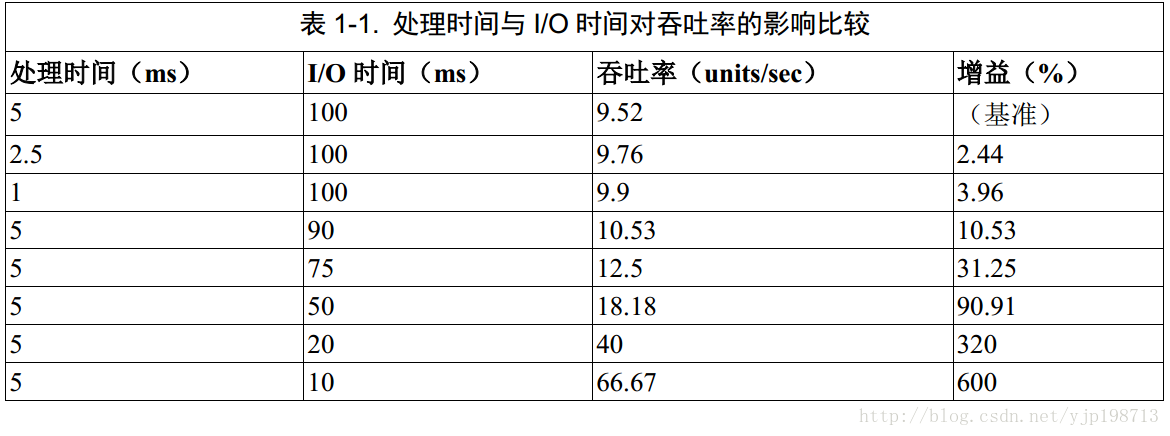 表 1-1. 处理时间与 I/O 时间对吞吐率的影响比较
处理时间（ms） I/O 时间（ms） 吞吐率（units/sec） 增益（%）
5 100 9.52 （基准）
2.5 100 9.76 2.44
1 100 9.9 3.96
5 90 10.53 10.53
5 75 12.5 31.25
5 50 18.18 90.91
5 20 40 320
5 10 66.67 600
http://blog.csdn.net/yjp198713